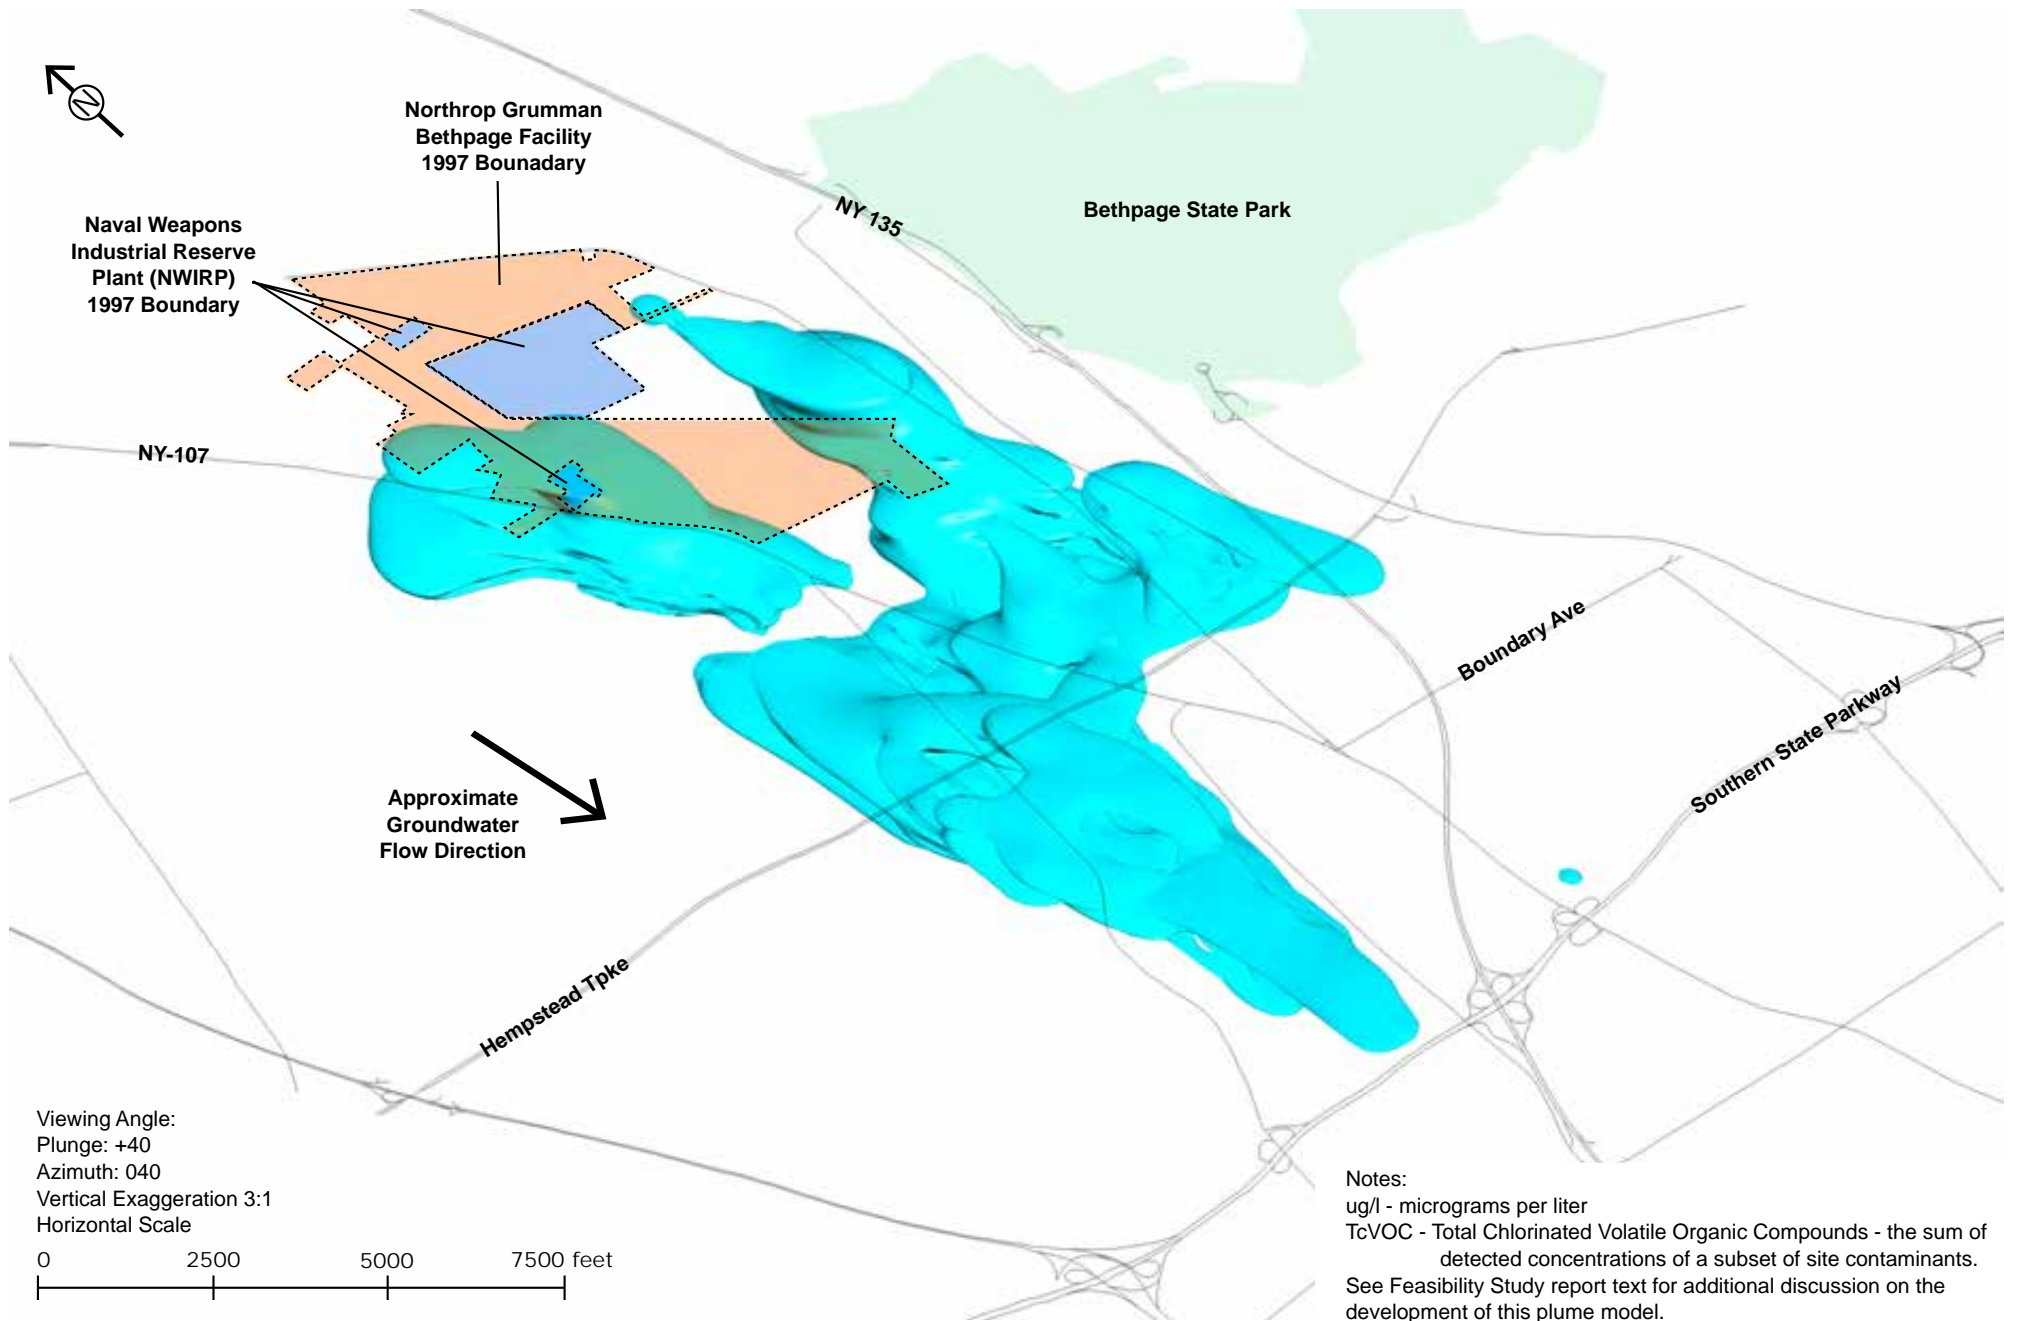 N
Northrop Grumman
Bethpage Facility
1997 Bounadary
Naval Weapons
Industrial Reserve
Plant (NWIRP)
1997 Boundary
NY 135
Bethpage State Park
NY-107
Boundary Ave
Southern State Parkway
Approximate
Groundwater
Flow Direction
Hempstead Tpke
Viewing Angle:
Plunge: +40
Azimuth: 040
Vertical Exaggeration 3:1
Horizontal Scale
0 2500 5000 7500 feet
Notes:
ug/l - micrograms per liter
TcVOC - Total Chlorinated Volatile Organic Compounds - the sum of
detected concentrations of a subset of site contaminants.
See Feasibility Study report text for additional discussion on the
development of this plume model.